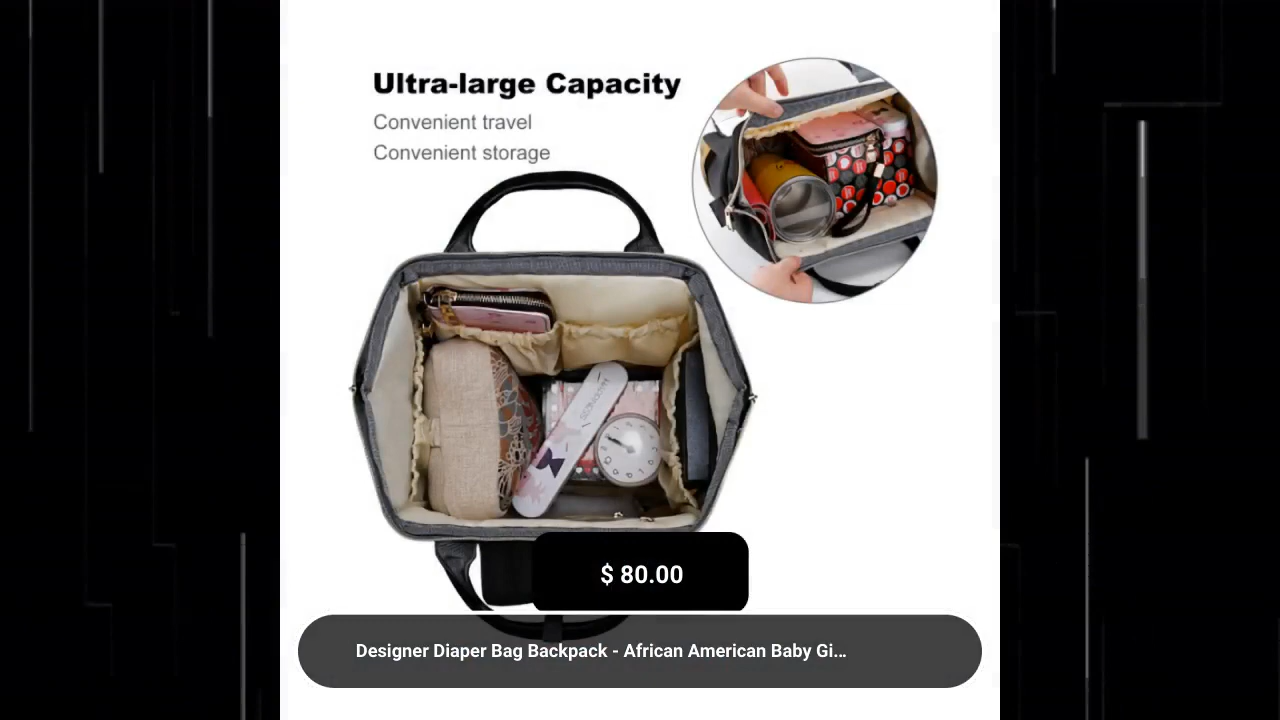 Ultra-large Capacity
Convenient travel
Convenient storage
$ 80.00
Designer Diaper Bag Backpack - African American Baby Gi...